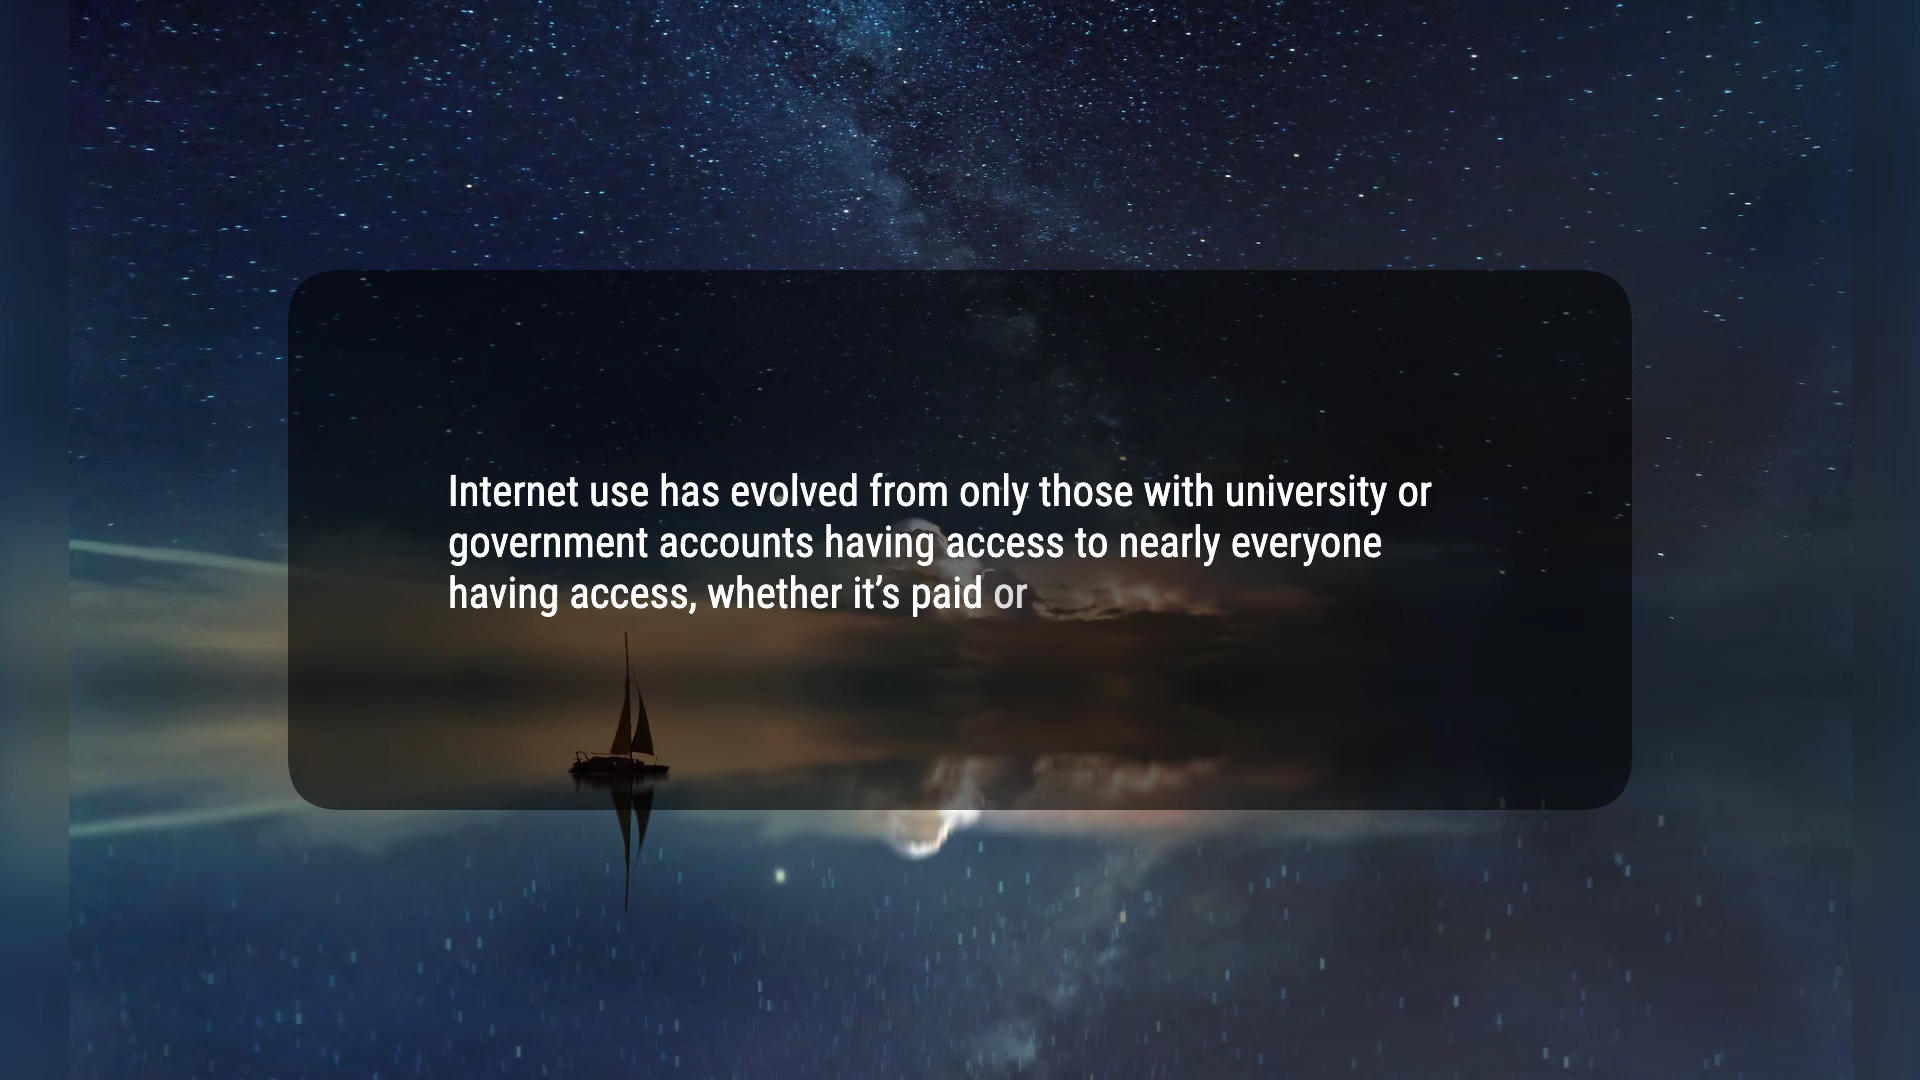 Internet use has evolved from only those with university or
government accounts having access to nearly everyone
having access, whether it’s paid or